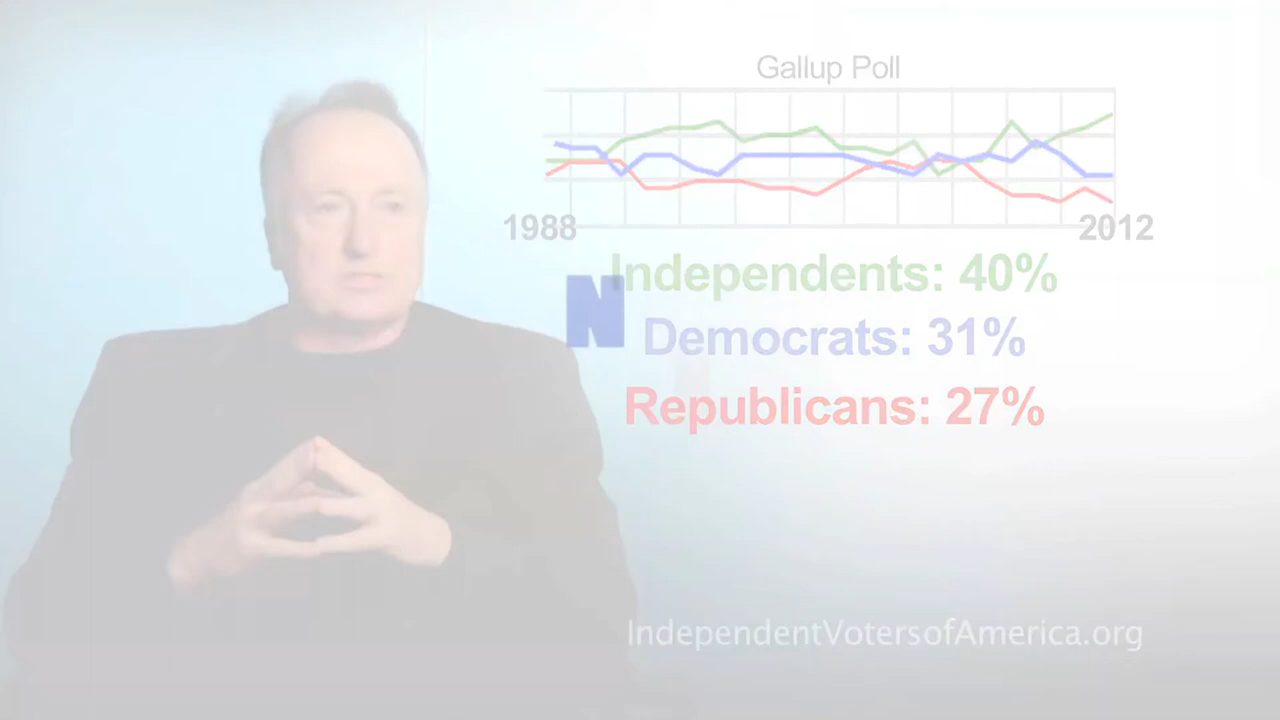 Gallup Poll
1988 2012
Independents: 40%
N
Democrats: 31%
Republicans: 27%
IndependentVotersofAmerica.org